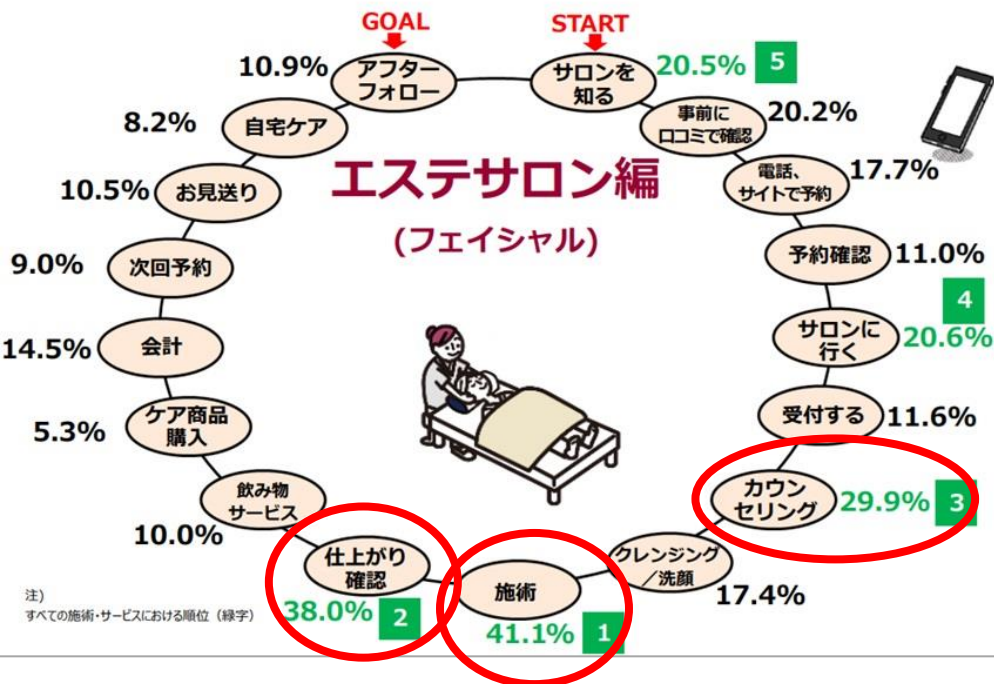 GOAL
START
アフター
フォロー
10.9%
サロンを
知る
20.5%
5
事前に
口コミで確認
20.2%
電話、
サイトで予約
17.7%
予約確認
11.0%
4
サロンに
行く
20.6%
受付する
11.6%
カウン
セリング
29.9%
3
クレンジング
/洗顔
17.4%
施術
41.1%
1
仕上がり
確認
38.0%
2
飲み物
サービス
10.0%
ケア商品
購入
5.3%
会計
14.5%
次回予約
9.0%
お見送り
10.5%
自宅ケア
8.2%
エステサロン編
(フェイシャル)
注)
すべての施術・サービスにおける順位(緑字)